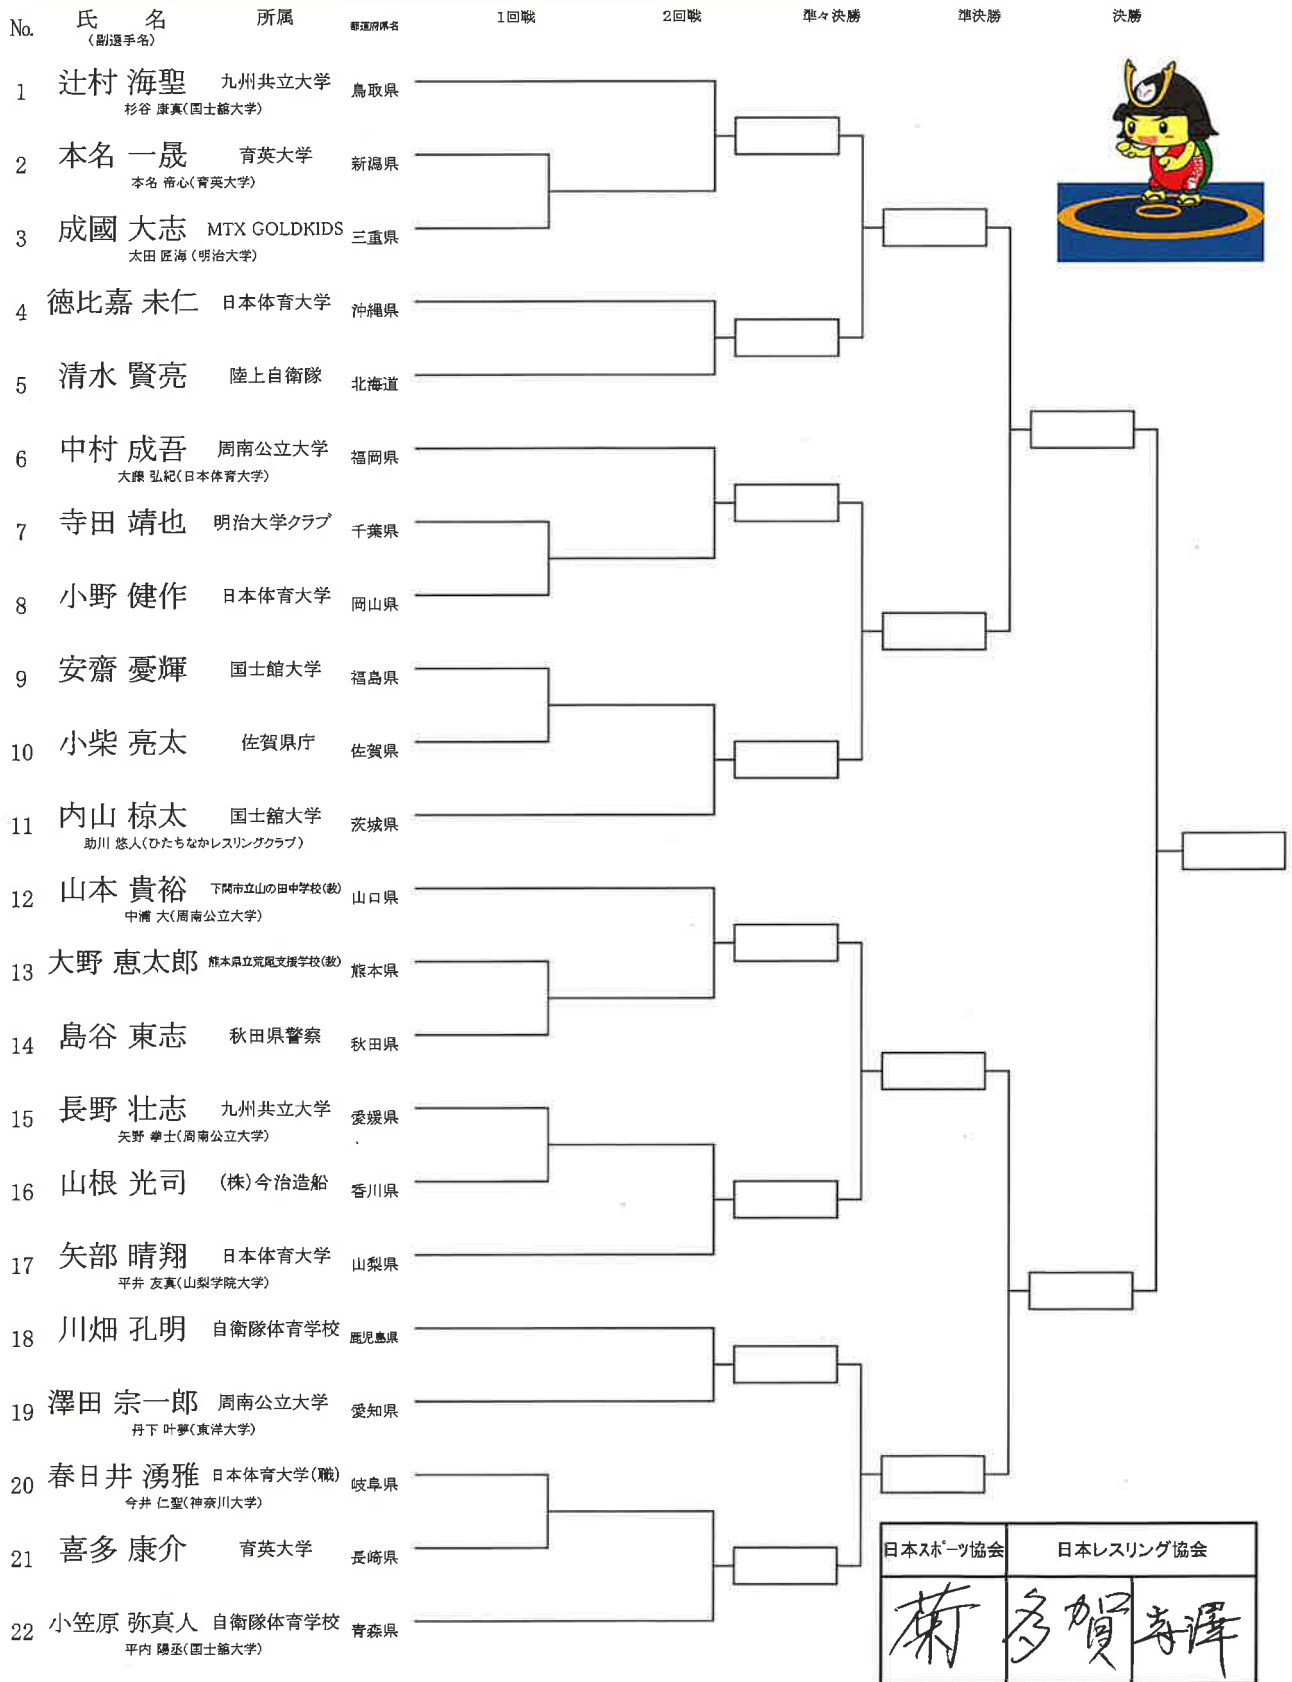 No. 氏 名 所属 都道府県名 1回戦 2回戦 準々決勝 準決勝 決勝
(副選手名)
1 辻村 海聖 九州共立大学 鳥取県
杉谷 康真(国士舘大学)
2 本名 一晟 育英大学 新潟県
本名 帝心(育英大学)
3 成國 大志 MTX GOLDKIDS 三重県
太田 匠海(明治大学)
4 徳比嘉 未仁 日本体育大学 沖縄県
5 清水 賢亮 陸上自衛隊 北海道
6 中村 成吾 周南公立大学 福岡県
大藤 弘紀(日本体育大学)
7 寺田 靖也 明治大学クラブ 千葉県
8 小野 健作 日本体育大学 岡山県
9 安齋 憂輝 国士館大学 福島県
10 小柴 亮太 佐賀県庁 佐賀県
11 内山 椋太 国士舘大学 茨城県
助川 悠人(ひたちなかレスリングクラブ)
12 山本 貴裕 下関市立山の田中学校(教) 山口県
中浦 大(周南公立大学)
13 大野 恵太郎 熊本県立荒尾支援学校(教) 熊本県
14 島谷 東志 秋田県警察 秋田県
15 長野 壮志 九州共立大学 愛媛県
矢野 拳士(周南公立大学)
16 山根 光司 (株)今治造船 香川県
17 矢部 晴翔 日本体育大学 山梨県
平井 友真(山梨学院大学)
18 川畑 孔明 自衛隊体育学校 鹿児島県
19 澤田 宗一郎 周南公立大学 愛知県
丹下 叶夢(東洋大学)
20 春日井 湧雅 日本体育大学(職) 岐阜県
今井 仁聖(神奈川大学)
21 喜多 康介 育英大学 長崎県
22 小笠原 弥真人 自衛隊体育学校 青森県
平内 陽丞(国士舘大学)
日本スポーツ協会 日本レスリング協会
菊 多賀 寺澤